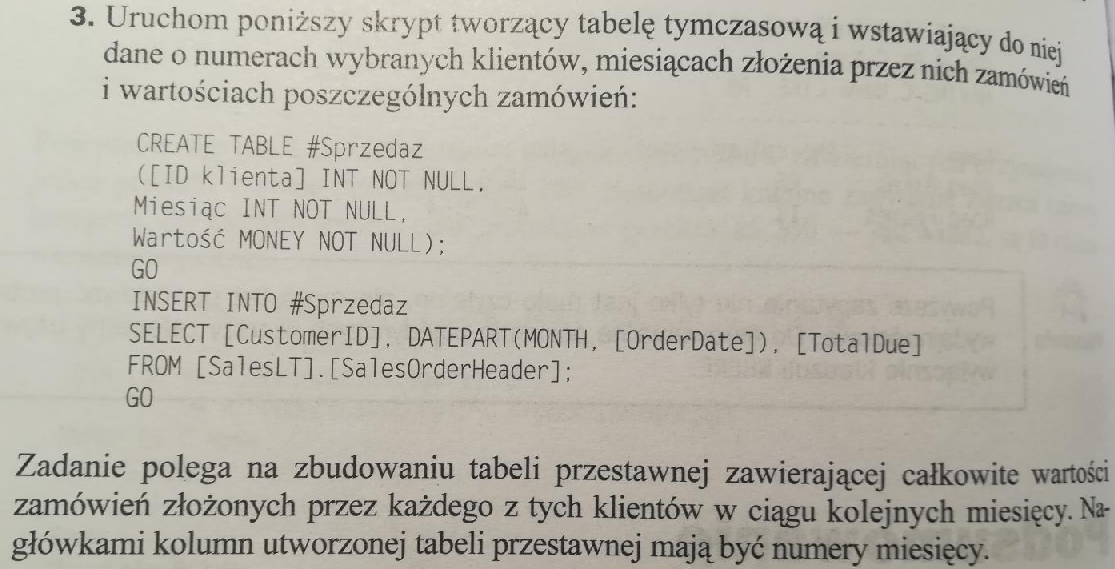 3. Uruchom poniższy skrypt tworzący tabelę tymczasową i wstawiający do niej
dane o numerach wybranych klientów, miesiącach złożenia przez nich zamówień
i wartościach poszczególnych zamówień:
CREATE TABLE #Sprzedaz
([ID klienta] INT NOT NULL,
Miesiąc INT NOT NULL,
Wartość MONEY NOT NULL);
GO
INSERT INTO #Sprzedaz
SELECT [CustomerID], DATEPART(MONTH, [OrderDate]), [TotalDue]
FROM [SalesLT].[SalesOrderHeader];
GO
Zadanie polega na zbudowaniu tabeli przestawnej zawierającej całkowite wartości
zamówień złożonych przez każdego z tych klientów w ciągu kolejnych miesięcy. Na-
główkami kolumn utworzonej tabeli przestawnej mają być numery miesięcy.